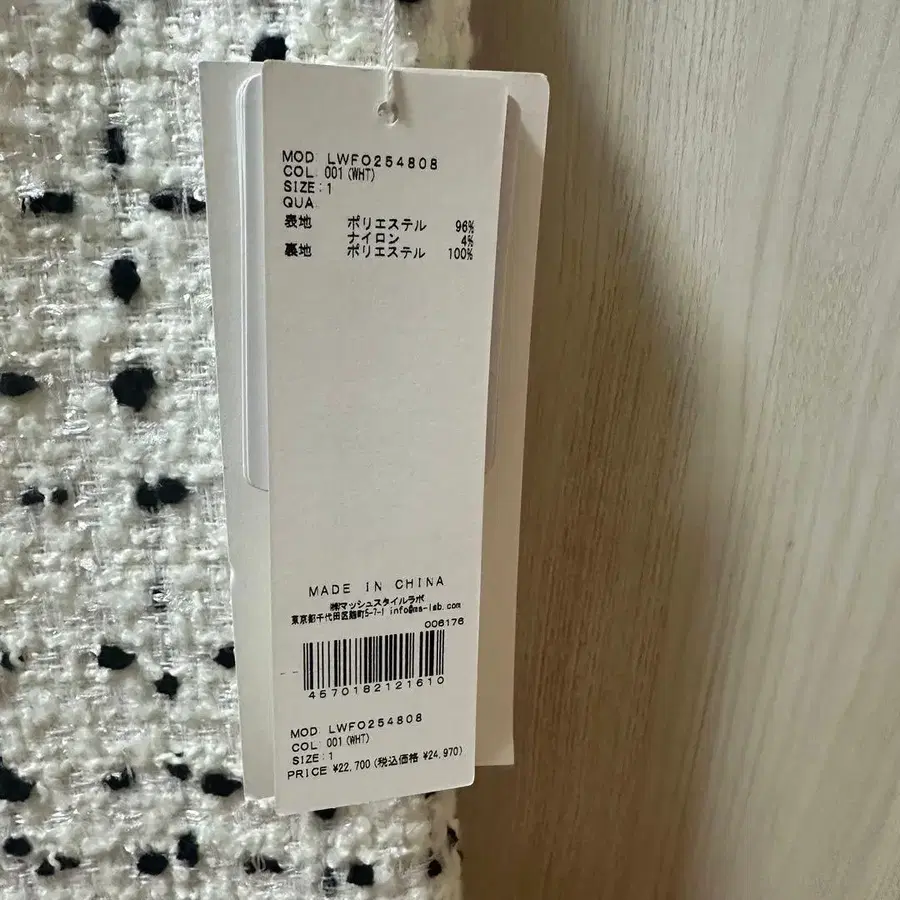 MOD LWFO254808
COL: 001 (WHT)
SIZE: 1
QUA
表地 ポリエステル 96%
ナイロン 4%
裏地 ポリエステル 100%
MADE IN CHINA
㈱マッシュスタイルラボ
東京都千代田区麹町5-7-1 info@ms-lab.com
006176
4570182121610
MOD LWFO254808
COL: 001 (WHT)
SIZE: 1
PRICE ¥22,700 (税込価格 ¥24,970)